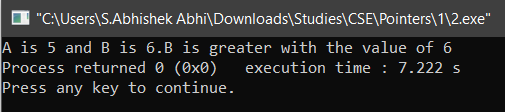 "C:\Users\S.Abhishek Abhi\Downloads\Studies\CSE\Pointers\1\2.exe"
A is 5 and B is 6.B is greater with the value of 6
Process returned 0 (0x0)   execution time : 7.222 s
Press any key to continue.